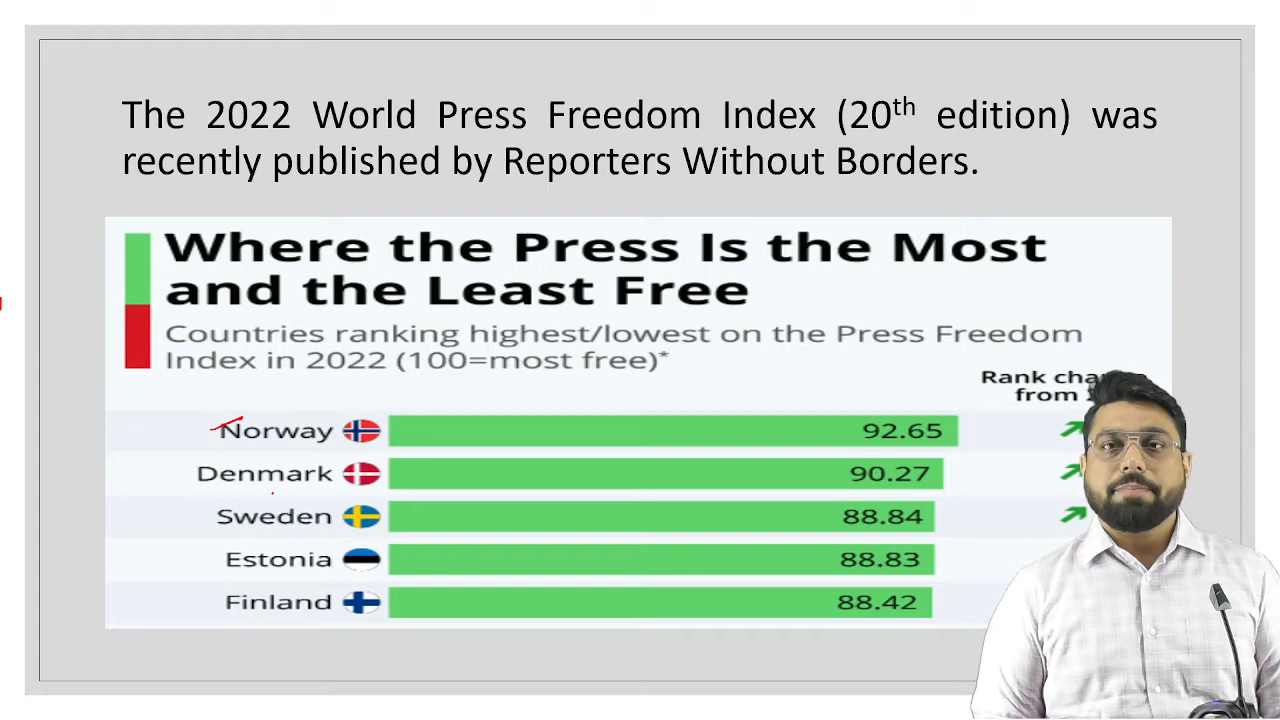 The 2022 World Press Freedom Index (20th edition) was
recently published by Reporters Without Borders.
Where the Press Is the Most
and the Least Free
Countries ranking highest/lowest on the Press Freedom
Index in 2022 (100=most free)*
Rank
from
Norway 92.65
Denmark 90.27
Sweden 88.84
Estonia 88.83
Finland 88.42